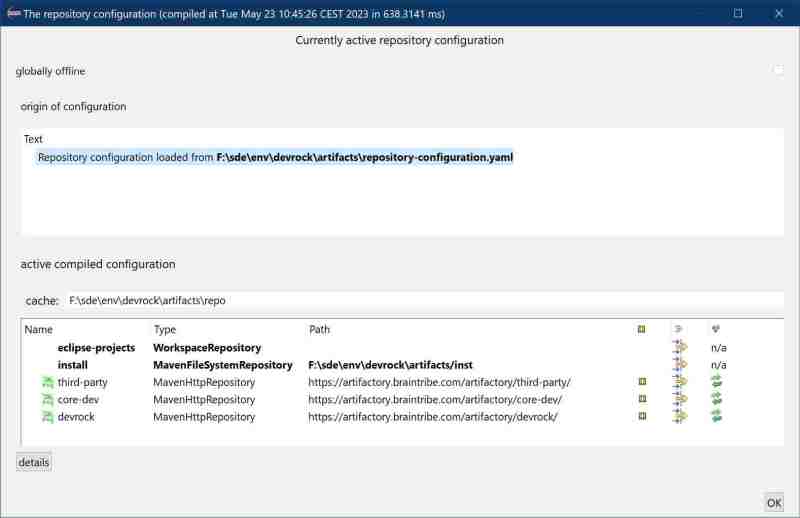 The repository configuration (compiled at Tue May 23 10:45:26 CEST 2023 in 638.3141 ms)
Currently active repository configuration
globally offline
origin of configuration
Text
Repository configuration loaded from F:\sde\env\devrock\artifacts\repository-configuration.yaml
active compiled configuration
cache: F:\sde\env\devrock\artifacts\repo
Name Type Path
eclipse-projects WorkspaceRepository n/a
install MavenFileSystemRepository F:\sde\env\devrock\artifacts/inst n/a
third-party MavenHttpRepository https://artifactory.braintribe.com/artifactory/third-party/
core-dev MavenHttpRepository https://artifactory.braintribe.com/artifactory/core-dev/
devrock MavenHttpRepository https://artifactory.braintribe.com/artifactory/devrock/
details
OK